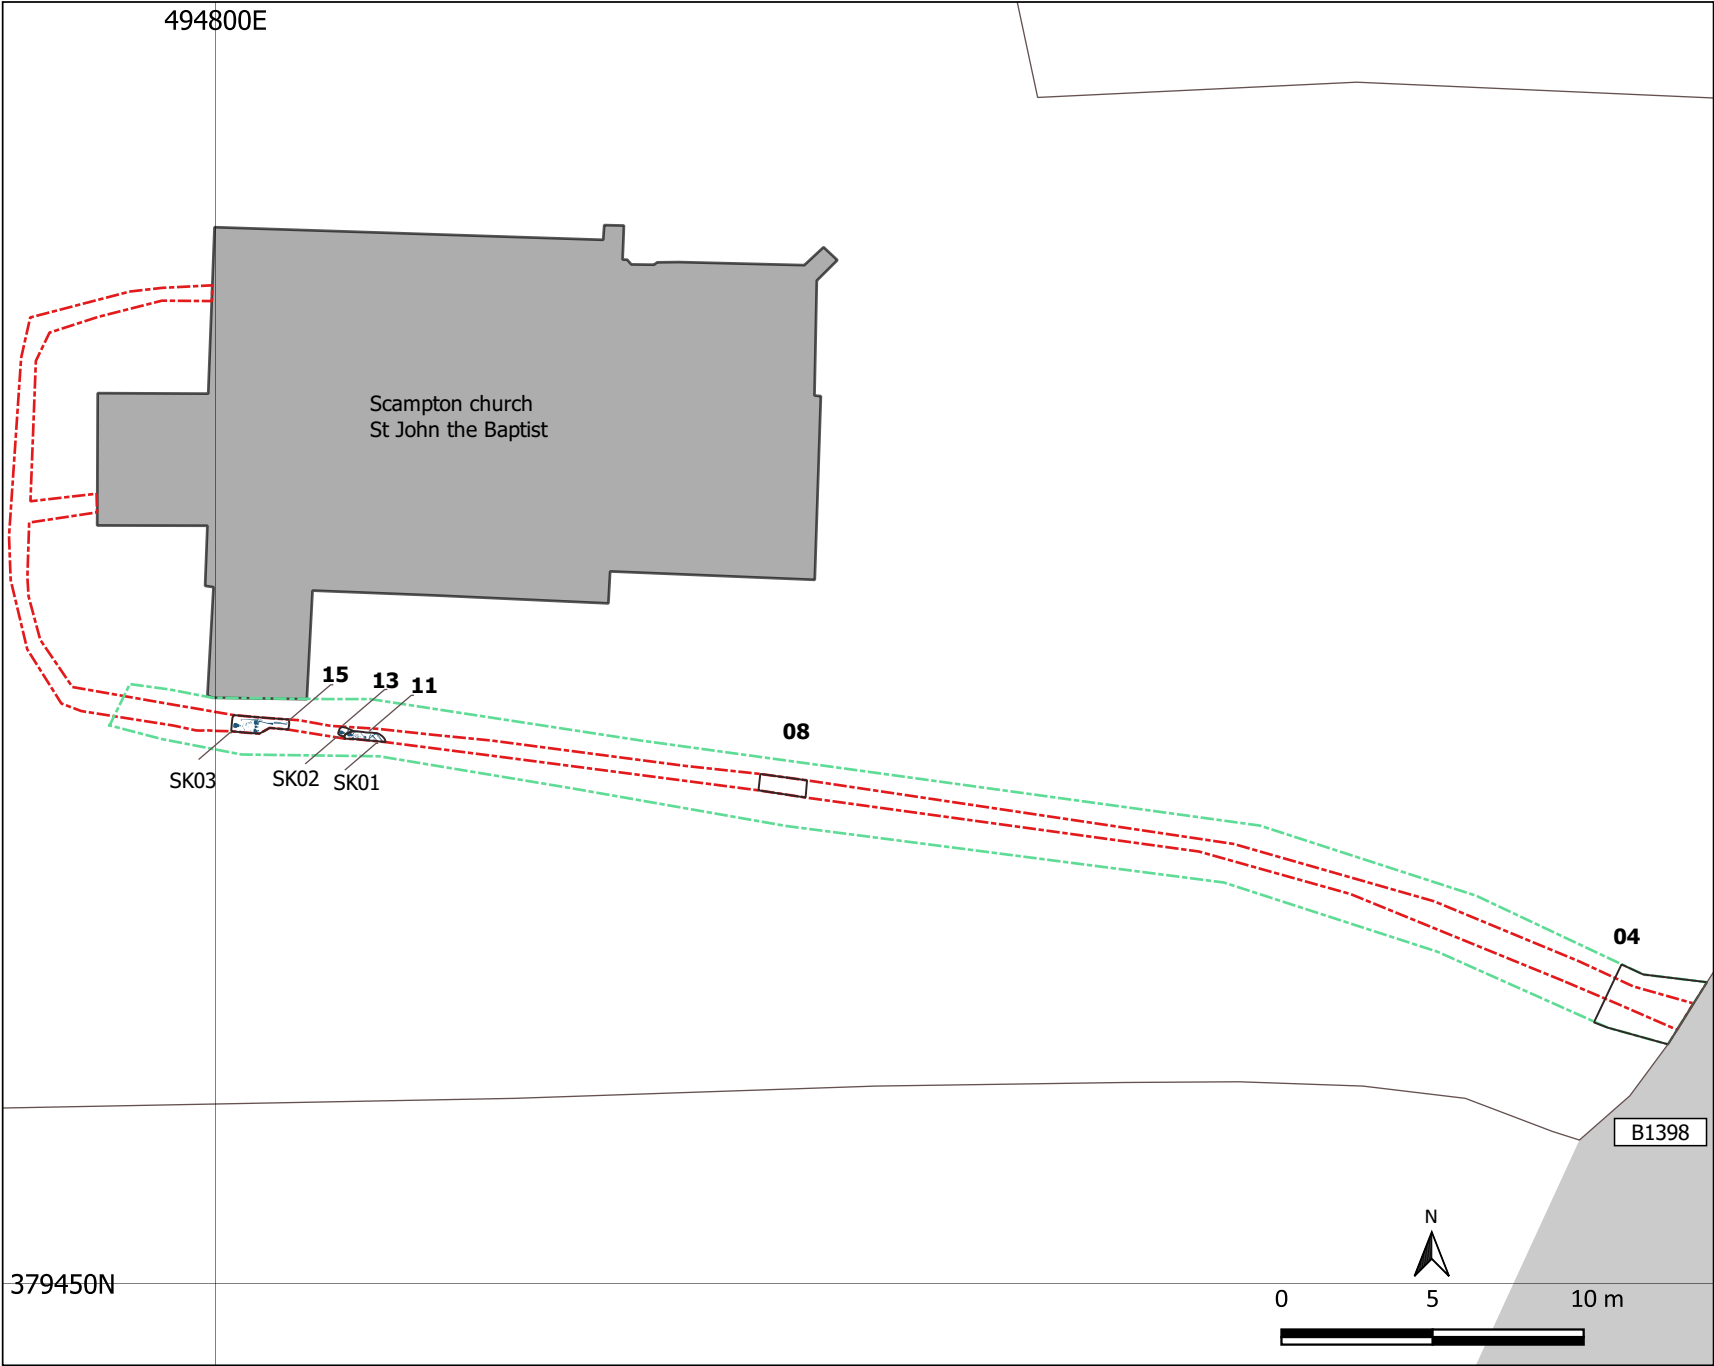 494800E
Scampton church
St John the Baptist
15
13
11
08
SK03
SK02
SK01
04
B1398
N
379450N
0 5 10 m